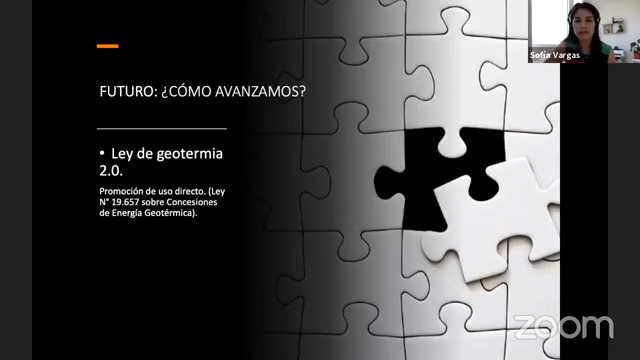 Sofía Vargas
FUTURO: ¿CÓMO AVANZAMOS?
• Ley de geotermia
2.0.
Promoción de uso directo. (Ley
N° 19.657 sobre Concesiones
de Energía Geotérmica).
zoom